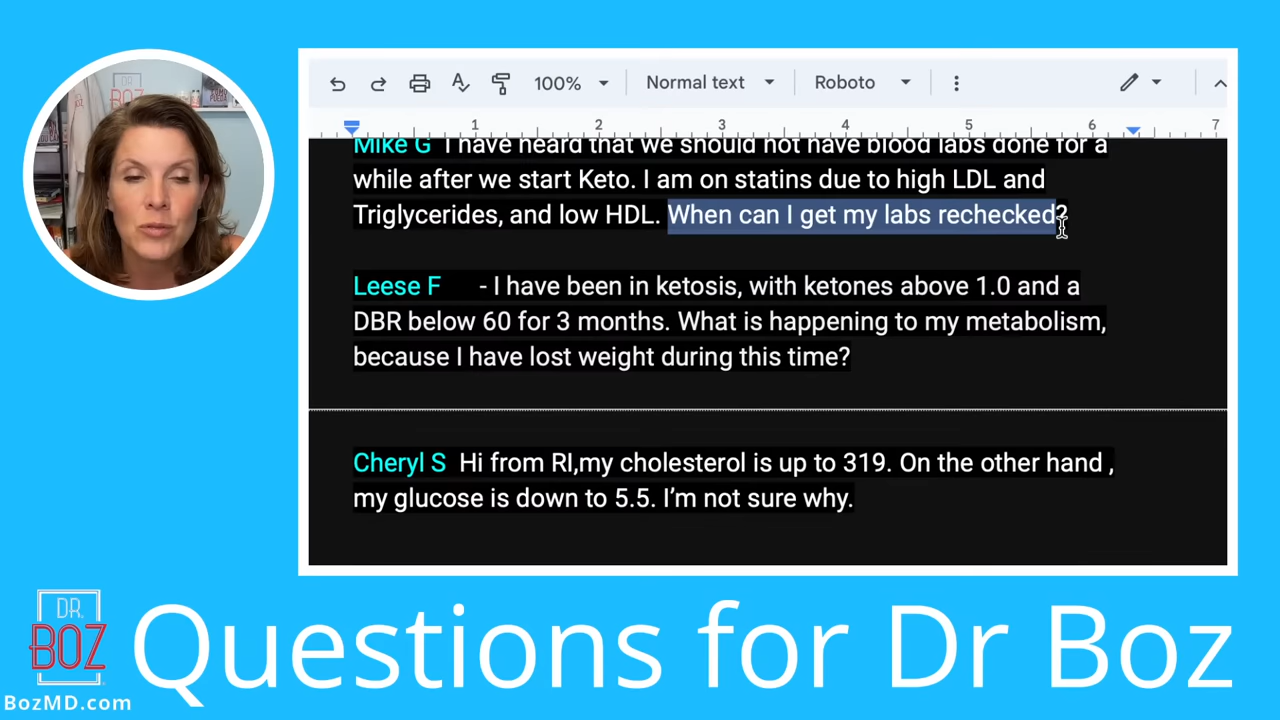 100%
Normal text
Roboto
1 2 3 4 5 6 7
Mike G I have heard that we should not have blood labs done for a
while after we start Keto. I am on statins due to high LDL and
Triglycerides, and low HDL. When can I get my labs rechecked?
Leese F - I have been in ketosis, with ketones above 1.0 and a
DBR below 60 for 3 months. What is happening to my metabolism,
because I have lost weight during this time?
Cheryl S Hi from RI,my cholesterol is up to 319. On the other hand ,
my glucose is down to 5.5. I’m not sure why.
DR.
BOZ
Questions for Dr Boz
BozMD.com